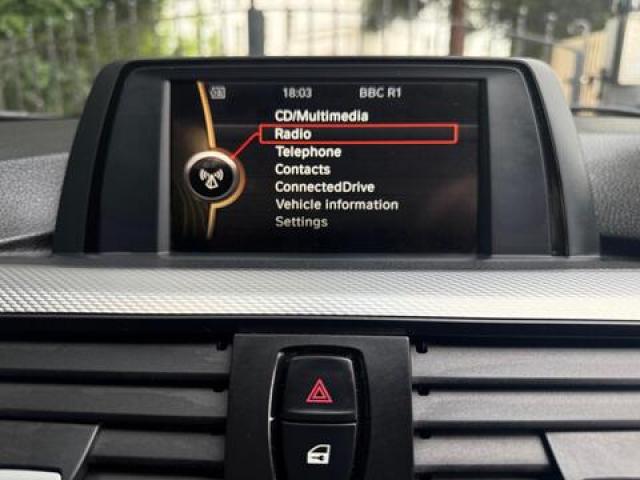 18:03 BBC R1
CD/Multimedia
Radio
Telephone
Contacts
ConnectedDrive
Vehicle information
Settings